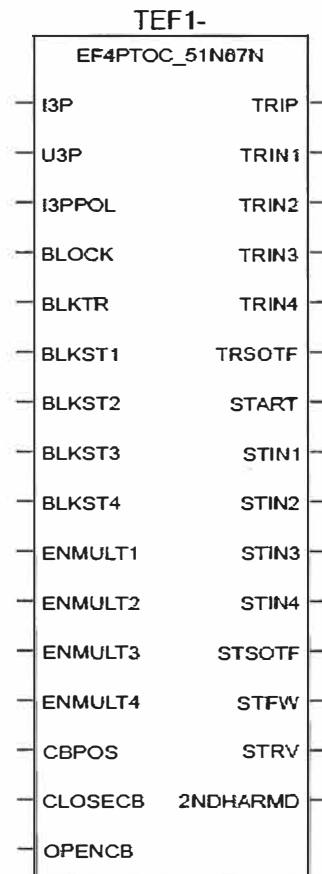 TEF1-
EF4PTOC_51N67N
I3P TRIP
U3P TRIN1
I3PPOL TRIN2
BLOCK TRIN3
BLKTR TRIN4
BLKST1 TRSOTF
BLKST2 START
BLKST3 STIN1
BLKST4 STIN2
ENMULT1 STIN3
ENMULT2 STIN4
ENMULT3 STSOTF
ENMULT4 STFW
CBPOS STRV
CLOSECB 2NDHARMD
OPENCB